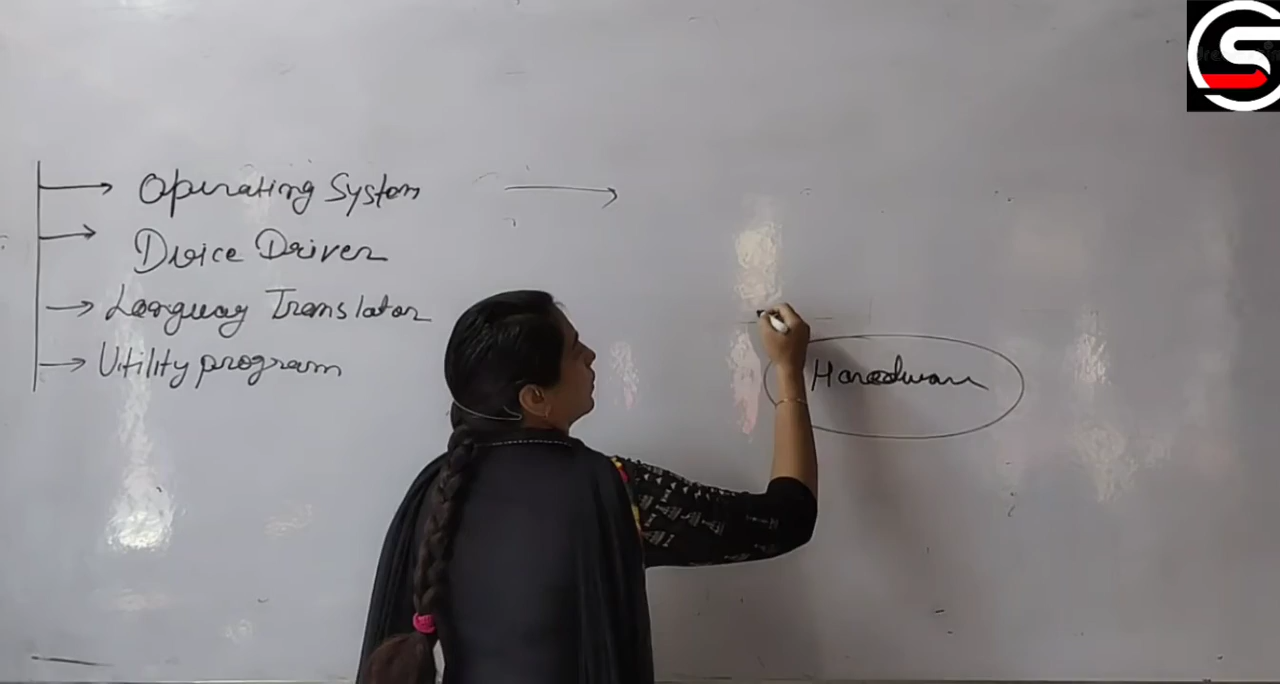 Operating System
Device Driver
Language Translator
Utility program
Hardware